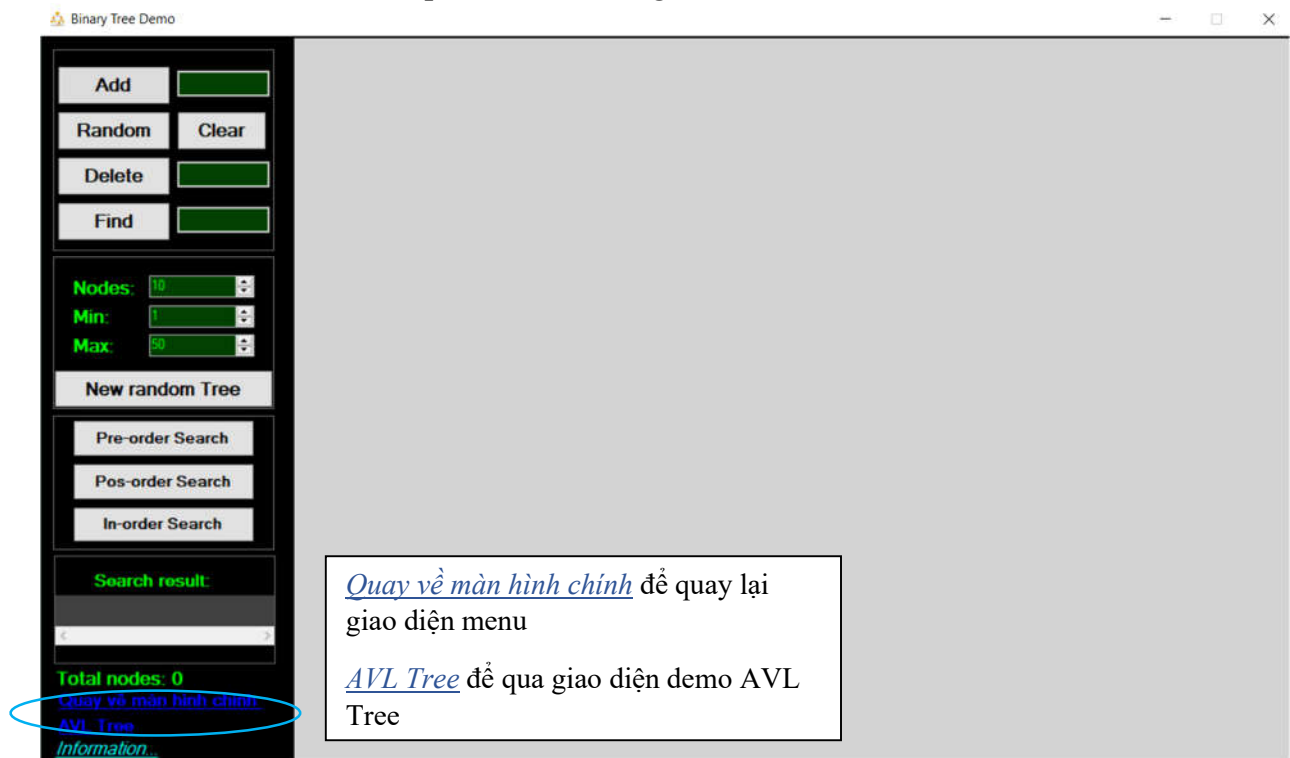 Binary Tree Demo
Add
Random Clear
Delete
Find
Nodes: 10
Min: 1
Max: 50
New random Tree
Pre-order Search
Pos-order Search
In-order Search
Search result:
Quay về màn hình chính để quay lại
giao diện menu
AVL Tree để qua giao diện demo AVL
Tree
Total nodes: 0
Quay về màn hình chính
AVL Tree
Information...